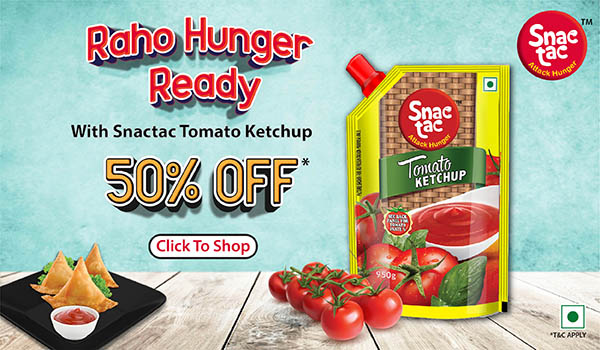 Raho Hunger
Ready
With Snactac Tomato Ketchup
50% OFF*
Click To Shop
Snac
tac
Attack Hunger
Tomato
KETCHUP
950g
Snac
tac
Attack Hunger
TM
*T&C APPLY